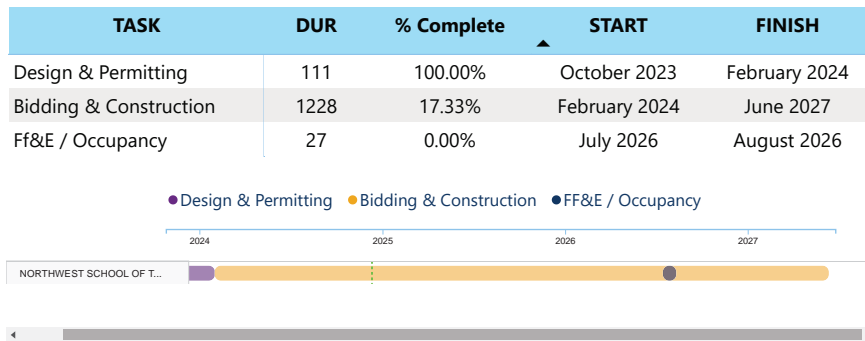 TASK DUR % Complete START FINISH
Design & Permitting 111 100.00% October 2023 February 2024
Bidding & Construction 1228 17.33% February 2024 June 2027
Ff&E / Occupancy 27 0.00% July 2026 August 2026
Design & Permitting Bidding & Construction FF&E / Occupancy
2024 2025 2026 2027
NORTHWEST SCHOOL OF T...